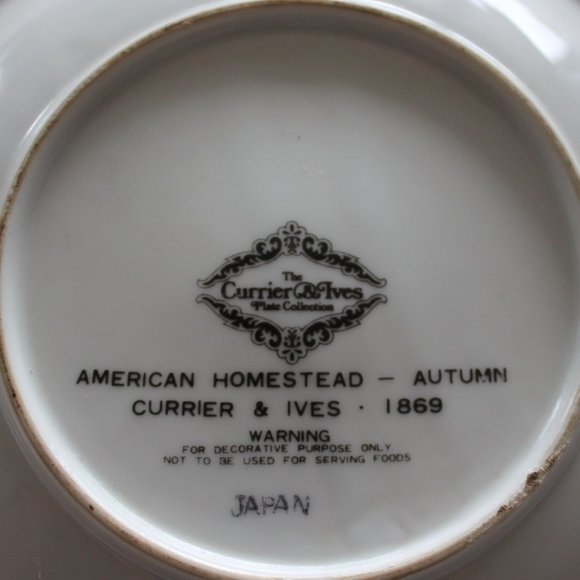 The
Currier & Ives
Plate Collection
AMERICAN HOMESTEAD — AUTUMN
CURRIER & IVES · 1869
WARNING
FOR DECORATIVE PURPOSE ONLY
NOT TO BE USED FOR SERVING FOODS
JAPAN